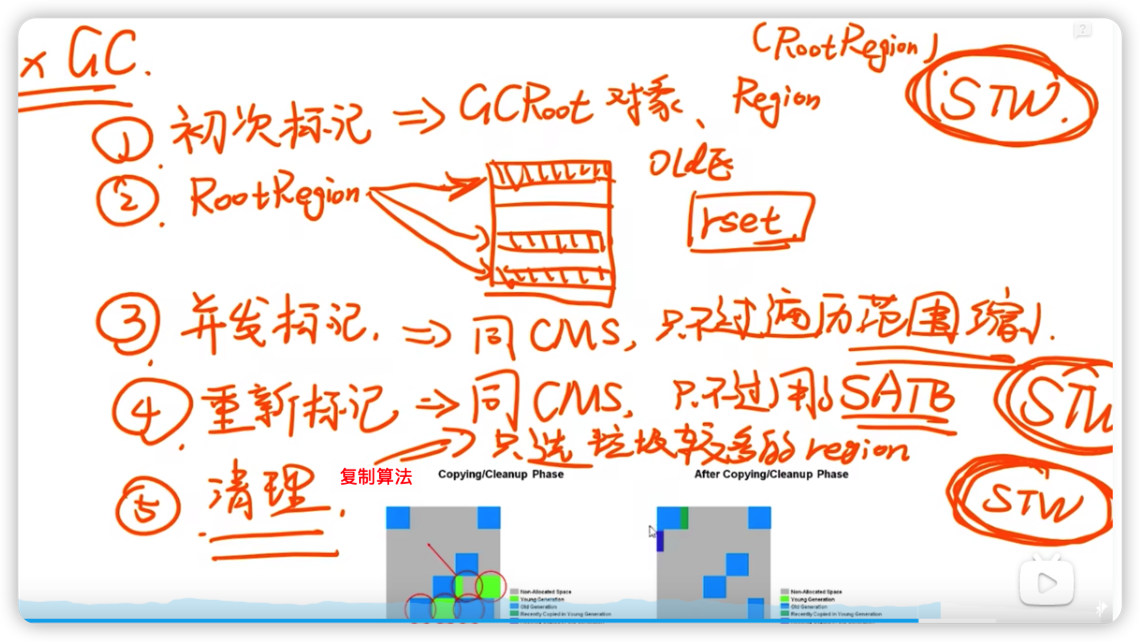 x GC.
(RootRegion)
① 初次标记 => GCRoot 对象、Region STW.
② RootRegion Old区
rset
③ 并发标记. => 同CMS, 只不过遍历范围缩小.
④ 重新标记 => 同CMS, 只不过用了SATB STW
只选 垃圾较多的region
⑤ 清理. STW
复制算法
Copying/Cleanup Phase After Copying/Cleanup Phase
Non-Allocated Space Non-Allocated Space
Young Generation Young Generation
Old Generation Old Generation
Recently Copied in Young Generation Recently Copied in Young Generation